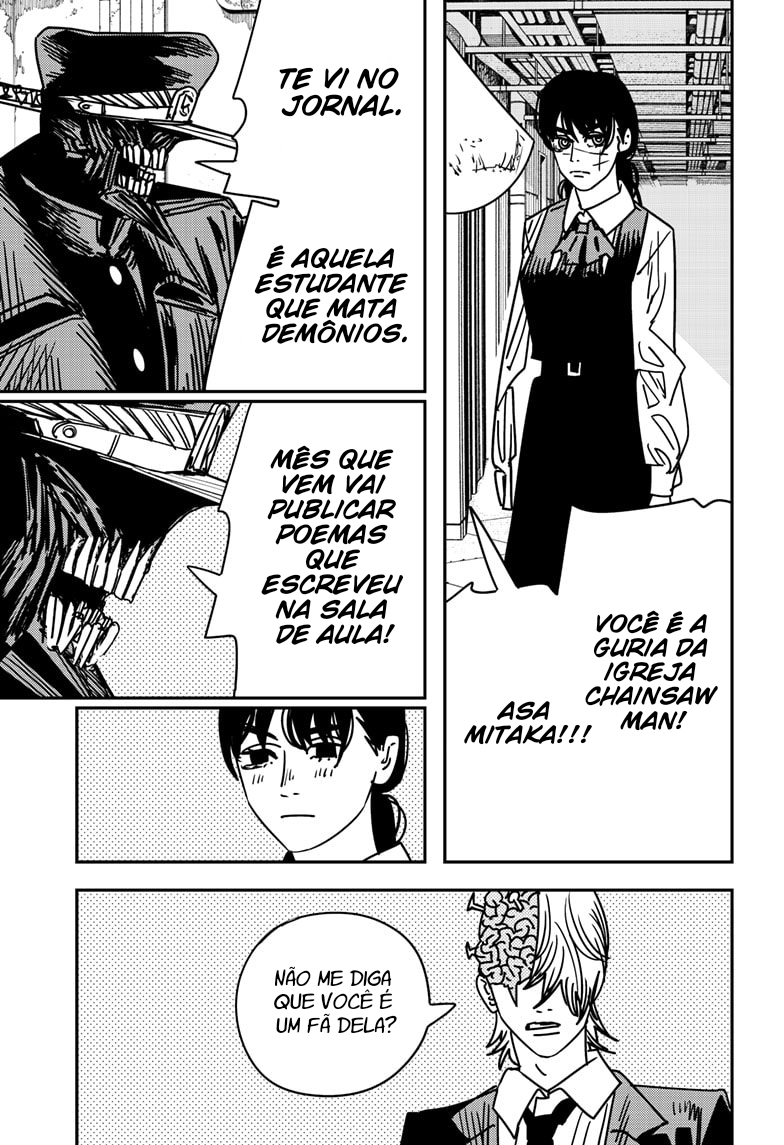 VOCÊ É A
GURIA DA
IGREJA
CHAINSAW
MAN!
ASA
MITAKA!!!
TE VI NO
JORNAL.
É AQUELA
ESTUDANTE
QUE MATA
DEMÔNIOS.
MÊS QUE
VEM VAI
PUBLICAR
POEMAS
QUE
ESCREVEU
NA SALA
DE AULA!
NÃO ME DIGA
QUE VOCÊ É
UM FÃ DELA?